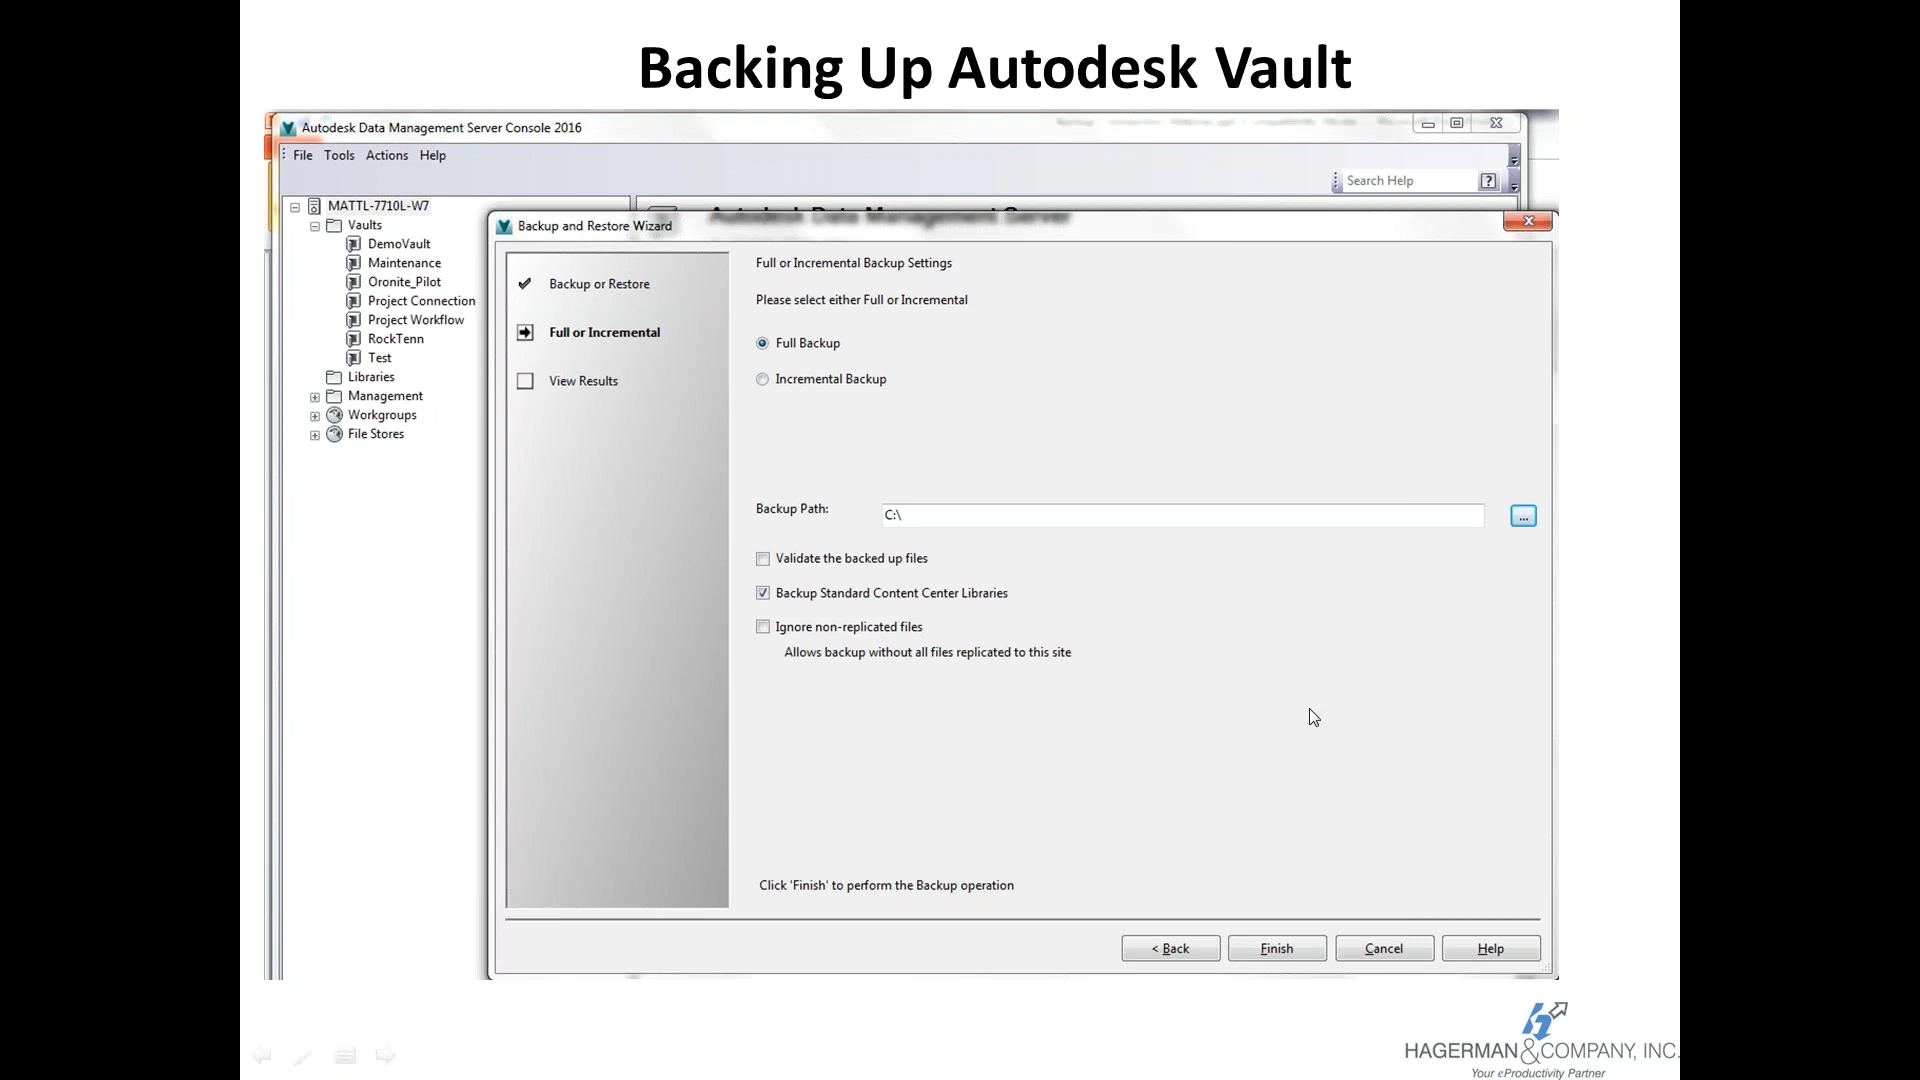 Backing Up Autodesk Vault
Autodesk Data Management Server Console 2016
File Tools Actions Help
Search Help
MATTL-7710L-W7
Vaults
DemoVault
Maintenance
Oronite_Pilot
Project Connection
Project Workflow
RockTenn
Test
Libraries
Management
Workgroups
File Stores
Autodesk Data Management Server
Backup and Restore Wizard
Backup or Restore
Full or Incremental
View Results
Full or Incremental Backup Settings
Please select either Full or Incremental
Full Backup
Incremental Backup
Backup Path:
C:\
...
Validate the backed up files
Backup Standard Content Center Libraries
Ignore non-replicated files
Allows backup without all files replicated to this site
Click 'Finish' to perform the Backup operation
< Back
Finish
Cancel
Help
HAGERMAN & COMPANY, INC.
Your eProductivity Partner